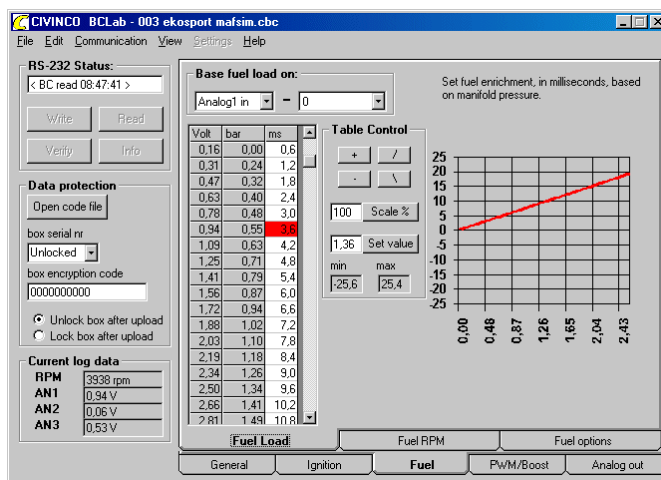 CIVINCO BCLab - 003 ekosport mafsim.cbc
File Edit Communication View Settings Help
RS-232 Status:
< BC read 08:47:41 >
Write Read
Verify Info
Data protection
Open code file
box serial nr
Unlocked
box encryption code
0000000000
Unlock box after upload
Lock box after upload
Current log data
RPM 3938 rpm
AN1 0,94 V
AN2 0,06 V
AN3 0,53 V
Base fuel load on:
Analog1 in - 0
Set fuel enrichment, in milliseconds, based
on manifold pressure.
Volt bar ms
0,16 0,00 0,6
0,31 0,24 1,2
0,47 0,32 1,8
0,63 0,40 2,4
0,78 0,48 3,0
0,94 0,55 3,6
1,09 0,63 4,2
1,25 0,71 4,8
1,41 0,79 5,4
1,56 0,87 6,0
1,72 0,94 6,6
1,88 1,02 7,2
2,03 1,10 7,8
2,19 1,18 8,4
2,34 1,26 9,0
2,50 1,34 9,6
2,66 1,41 10,2
2,81 1,49 10,8
Table Control
+ /
- \
100 Scale %
1,36 Set value
min max
-25,6 25,4
25
20
15
10
5
0
-5
-10
-15
-20
-25
0,00 0,48 0,87 1,26 1,65 2,04 2,43
Fuel Load Fuel RPM Fuel options
General Ignition Fuel PWM/Boost Analog out